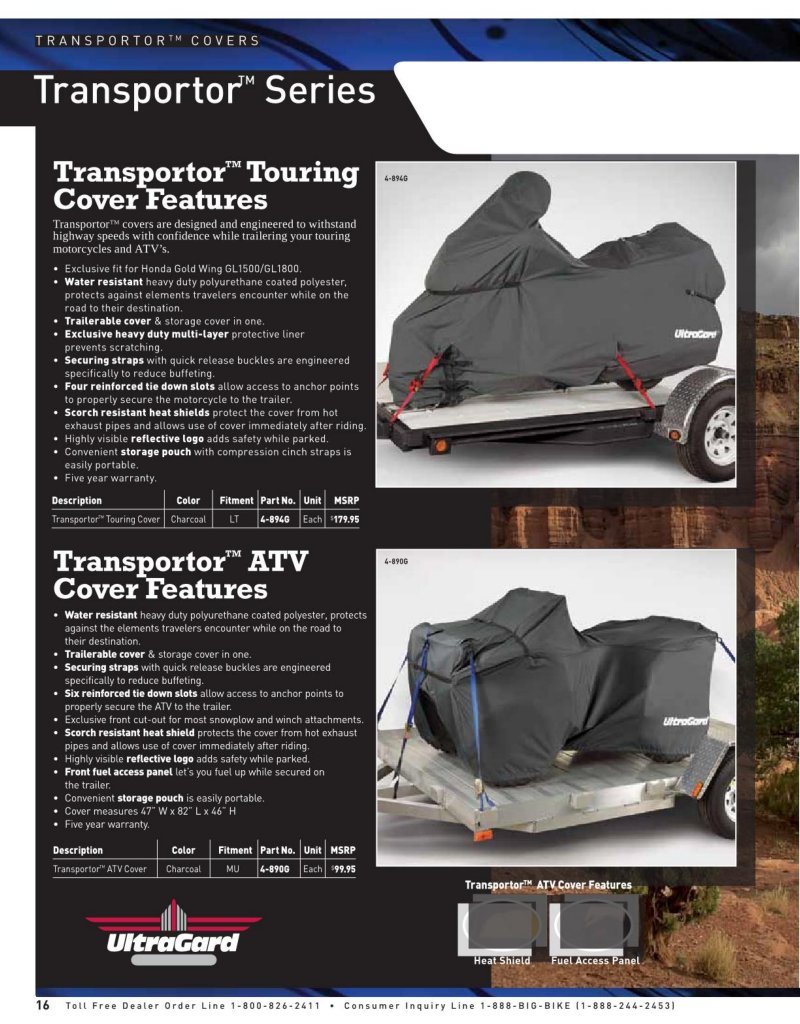 TRANSPORTOR™ COVERS
Transportor™ Series
Transportor™ Touring
Cover Features
Transportor™ covers are designed and engineered to withstand
highway speeds with confidence while trailering your touring
motorcycles and ATV's.
• Exclusive fit for Honda Gold Wing GL1500/GL1800.
• Water resistant heavy duty polyurethane coated polyester,
protects against elements travelers encounter while on the
road to their destination.
• Trailerable cover & storage cover in one.
• Exclusive heavy duty multi-layer protective liner
prevents scratching.
• Securing straps with quick release buckles are engineered
specifically to reduce buffeting.
• Four reinforced tie down slots allow access to anchor points
to properly secure the motorcycle to the trailer.
• Scorch resistant heat shields protect the cover from hot
exhaust pipes and allows use of cover immediately after riding.
• Highly visible reflective logo adds safety while parked.
• Convenient storage pouch with compression cinch straps is
easily portable.
• Five year warranty.
Description Color Fitment Part No. Unit MSRP
Transportor™ Touring Cover Charcoal LT 4-894G Each $179.95
4-894G
UltraGard
Transportor™ ATV
Cover Features
• Water resistant heavy duty polyurethane coated polyester, protects
against the elements travelers encounter while on the road to
their destination.
• Trailerable cover & storage cover in one.
• Securing straps with quick release buckles are engineered
specifically to reduce buffeting.
• Six reinforced tie down slots allow access to anchor points to
properly secure the ATV to the trailer.
• Exclusive front cut-out for most snowplow and winch attachments.
• Scorch resistant heat shield protects the cover from hot exhaust
pipes and allows use of cover immediately after riding.
• Highly visible reflective logo adds safety while parked.
• Front fuel access panel let's you fuel up while secured on
the trailer.
• Convenient storage pouch is easily portable.
• Cover measures 47" W x 82" L x 46" H
• Five year warranty.
Description Color Fitment Part No. Unit MSRP
Transportor™ ATV Cover Charcoal MU 4-890G Each $99.95
4-890G
UltraGard
UltraGard
Transportor™ ATV Cover Features
Heat Shield Fuel Access Panel
16 Toll Free Dealer Order Line 1-800-826-2411 • Consumer Inquiry Line 1-888-BIG-BIKE (1-888-244-2453)